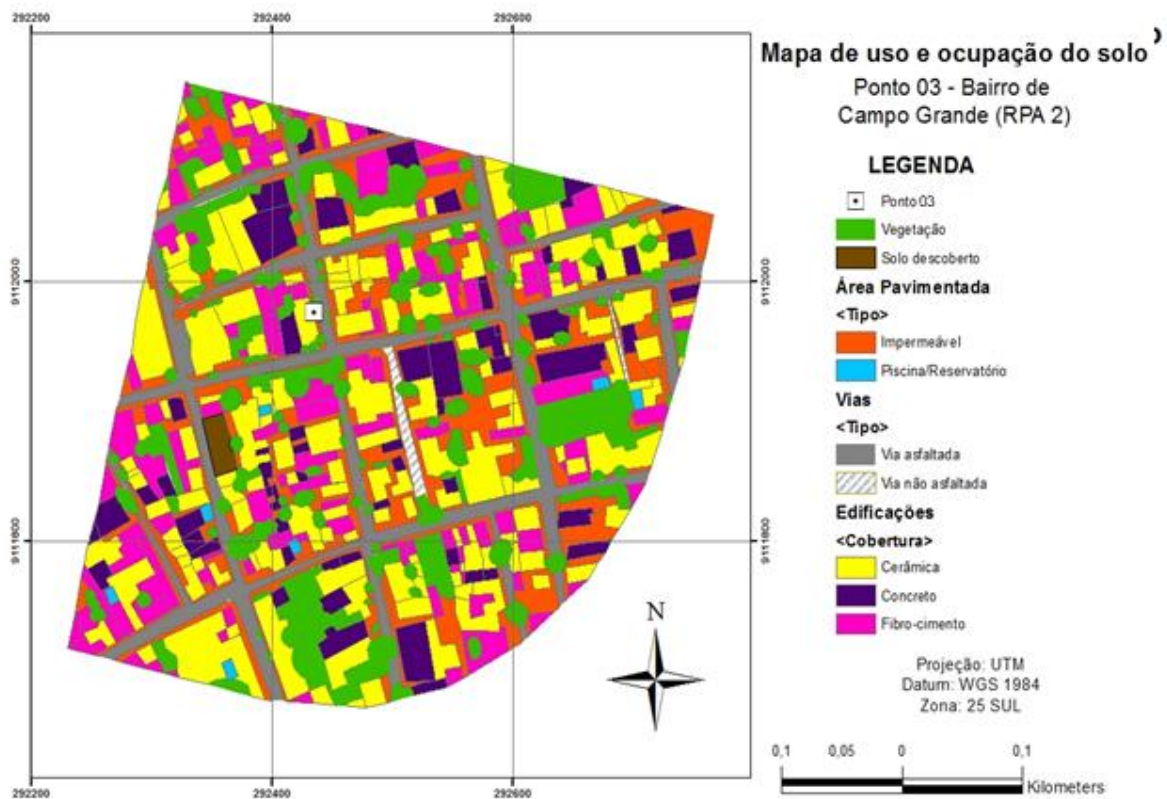 292200 292400 292600
Mapa de uso e ocupação do solo
Ponto 03 - Bairro de
Campo Grande (RPA 2)
LEGENDA
Ponto 03
Vegetação
Solo descoberto
Área Pavimentada
<Tipo>
Impermeável
Piscina/Reservatório
Vias
<Tipo>
Via asfaltada
Via não asfaltada
Edificações
<Cobertura>
Cerâmica
Concreto
Fibro-cimento
Projeção: UTM
Datum: WGS 1984
Zona: 25 SUL
0,1 0,05 0 0,1
Kilometers
9112000 9112000
9111800 9111800
N
292200 292400 292600